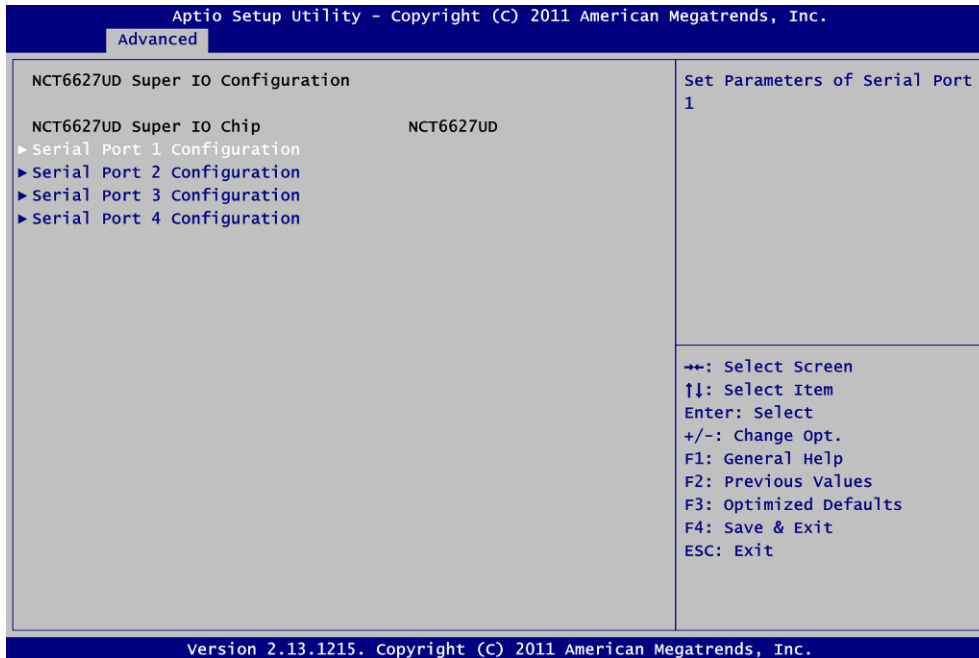 Aptio Setup Utility - Copyright (C) 2011 American Megatrends, Inc.
Advanced
NCT6627UD Super IO Configuration
NCT6627UD Super IO Chip NCT6627UD
►Serial Port 1 Configuration
►Serial Port 2 Configuration
►Serial Port 3 Configuration
►Serial Port 4 Configuration
Set Parameters of Serial Port
1
→←: Select Screen
↑↓: Select Item
Enter: Select
+/-: Change Opt.
F1: General Help
F2: Previous Values
F3: Optimized Defaults
F4: Save & Exit
ESC: Exit
Version 2.13.1215. Copyright (C) 2011 American Megatrends, Inc.